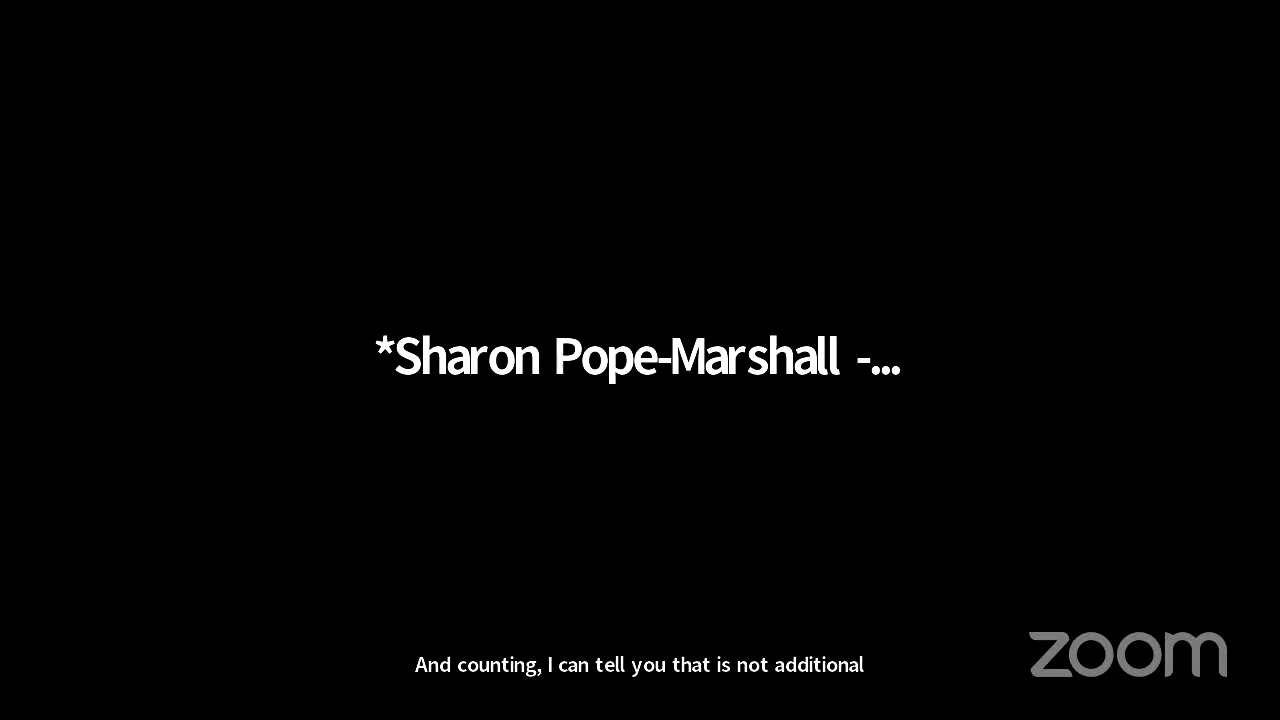 *Sharon Pope-Marshall -...
And counting, I can tell you that is not additional
zoom